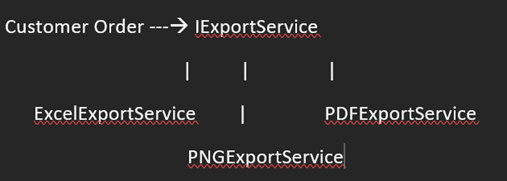 Customer Order ---→ IExportService
| | |
ExcelExportService | PDFExportService
PNGExportService